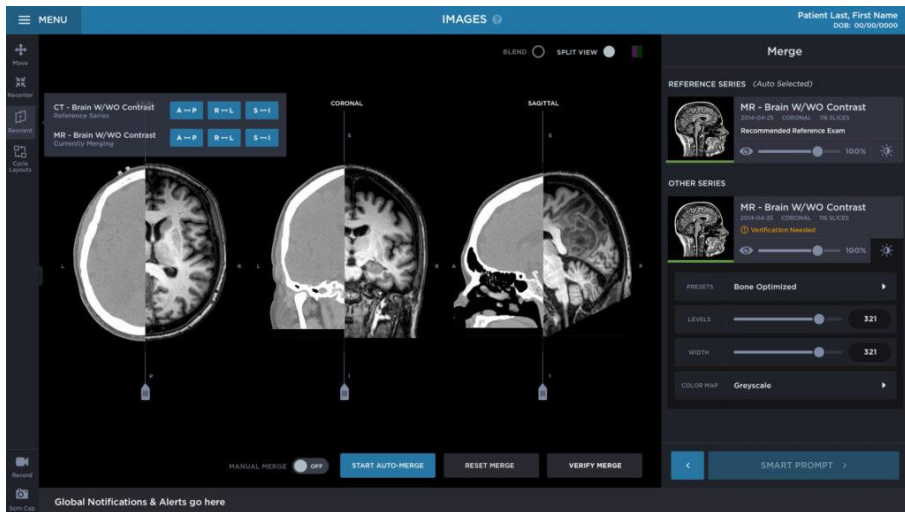 MENU
IMAGES ?
Patient Last, First Name
DOB: 00/00/0000
Move
Recenter
Reorient
Cycle
Layouts
Record
Scrn Cap
BLEND
SPLIT VIEW
CT - Brain W/WO Contrast
Reference Series
A↔P R↔L S↔I
MR - Brain W/WO Contrast
Currently Merging
A↔P R↔L S↔I
CORONAL
SAGITTAL
S
S
L
R
L
R
A
P
P
I
I
MANUAL MERGE
OFF
START AUTO-MERGE
RESET MERGE
VERIFY MERGE
Global Notifications & Alerts go here
Merge
REFERENCE SERIES (Auto Selected)
MR - Brain W/WO Contrast
2014-04-25 CORONAL 118 SLICES
Recommended Reference Exam
100%
OTHER SERIES
MR - Brain W/WO Contrast
2014-04-25 CORONAL 118 SLICES
Verification Needed
100%
PRESETS Bone Optimized
LEVELS 321
WIDTH 321
COLOR MAP Greyscale
SMART PROMPT >